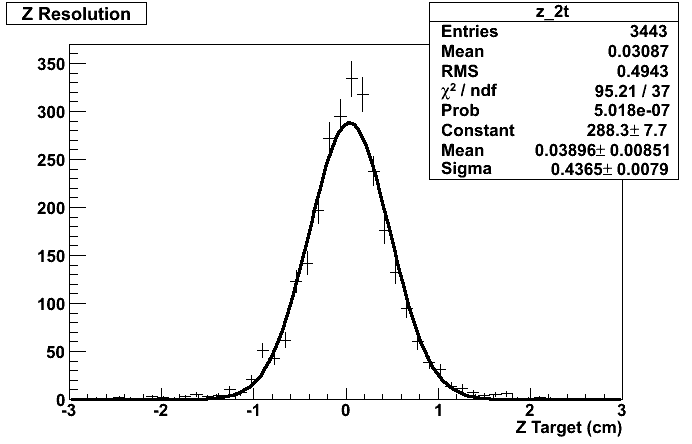 Z Resolution
z_2t
Entries 3443
Mean 0.03087
RMS 0.4943
χ² / ndf 95.21 / 37
Prob 5.018e-07
Constant 288.3± 7.7
Mean 0.03896± 0.00851
Sigma 0.4365± 0.0079
350
300
250
200
150
100
50
0
-3 -2 -1 0 1 2 3
Z Target (cm)